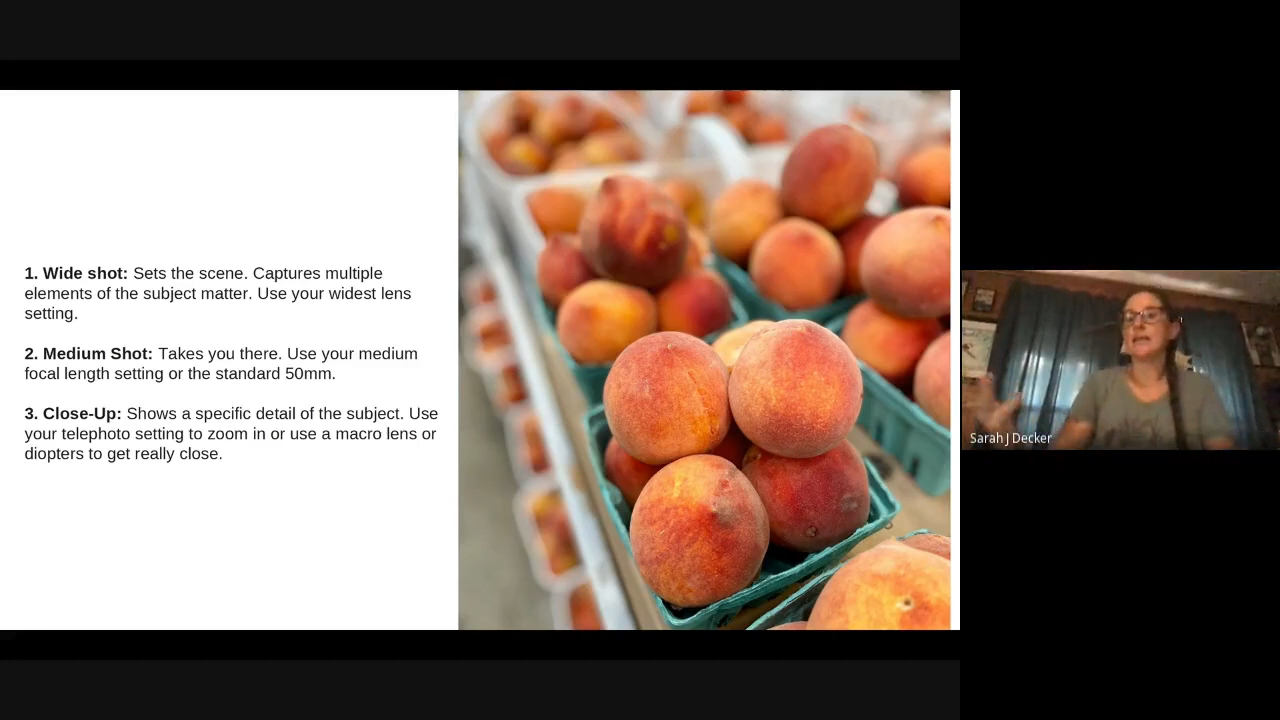 1. Wide shot: Sets the scene. Captures multiple
elements of the subject matter. Use your widest lens
setting.
2. Medium Shot: Takes you there. Use your medium
focal length setting or the standard 50mm.
3. Close-Up: Shows a specific detail of the subject. Use
your telephoto setting to zoom in or use a macro lens or
diopters to get really close.
Sarah J Decker